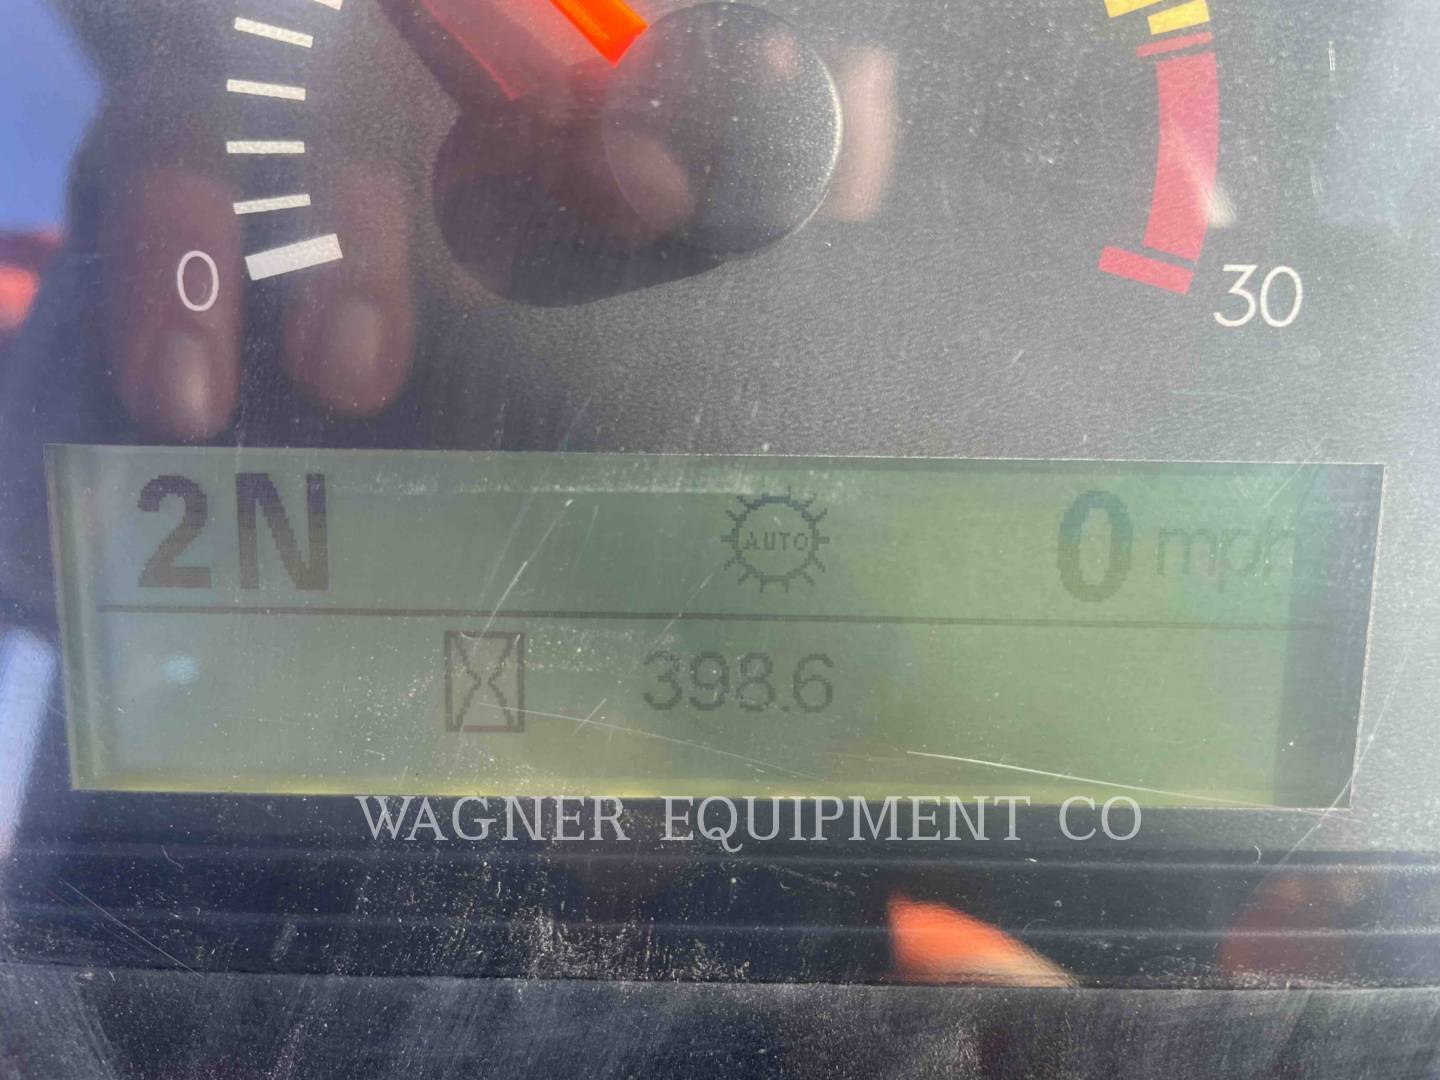 0
30
2N AUTO 0 mph
398.6
WAGNER EQUIPMENT CO